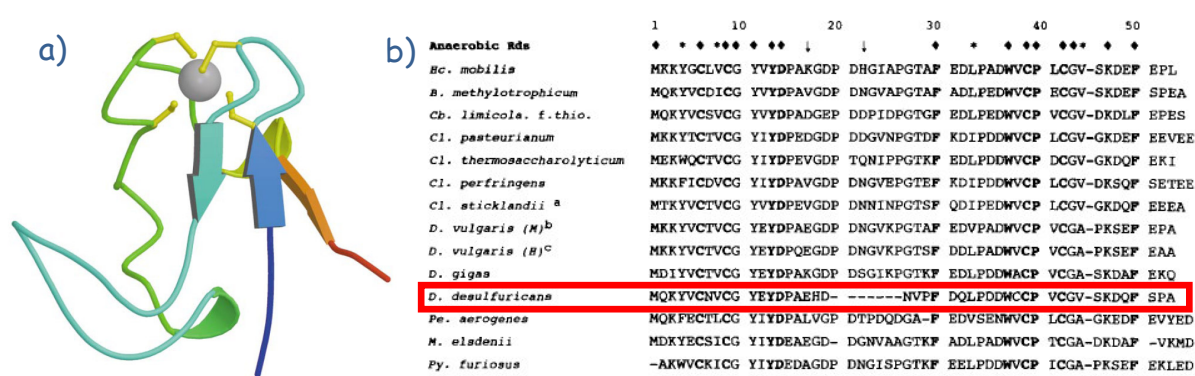 a)
b)
1 10 20 30 40 50
Anaerobic Rds ♦ * ♦ ♦♦♦ ♦ ♦♦ ↓ ↓ ♦ * ♦ ♦♦ ♦♦* ♦ ♦
Hc. mobilis MKKYGCLVCG YVYDPAKGDP DHGIAPGTAF EDLPADWVCP LCGV-SKDEF EPL
B. methylotrophicum MQKYVCDICG YVYDPAVGDP DNGVAPGTAF ADLPEDWVCP ECGV-SKDEF SPEA
Cb. limicola. f.thio. MQKYVCSVCG YVYDPADGEP DDPIDPGTGF EDLPEDWVCP VCGV-DKDLF EPES
Cl. pasteurianum MKKYTCTVCG YIYDPEDGDP DDGVNPGTDF KDIPDDWVCP LCGV-GKDEF EEVEE
Cl. thermosaccharolyticum MEKWQCTVCG YIYDPEVGDP TQNIPPGTKF EDLPDDWVCP DCGV-GKDQF EKI
Cl. perfringens MKKFICDVCG YIYDPAVGDP DNGVEPGTEF KDIPDDWVCP LCGV-DKSQF SETEE
Cl. sticklandii a MTKYVCTVCG YVYDPEVGDP DNNINPGTSF QDIPEDWVCP LCGV-GKDQF EEEA
D. vulgaris (M)b MKKYVCTVCG YEYDPAEGDP DNGVKPGTAF EDVPADWVCP VCGA-PKSEF EPA
D. vulgaris (H)c MKKYVCTVCG YEYDPQEGDP DNGVKPGTSF DDLPADWVCP VCGA-PKSEF EAA
D. gigas MDIYVCTVCG YEYDPAKGDP DSGIKPGTKF EDLPDDWACP VCGA-SKDAF EKQ
D. desulfuricans MQKYVCNVCG YEYDPAEHD- ------NVPF DQLPDDWCCP VCGV-SKDQF SPA
Pe. aerogenes MQKFECTLCG YIYDPALVGP DTPDQDGA-F EDVSENWVCP LCGA-GKEDF EVYED
M. elsdenii MDKYECSICG YIYDEAEGD- DGNVAAGTKF ADLPADWVCP TCGA-DKDAF -VKMD
Py. furiosus -AKWVCKICG YIYDEDAGDP DNGISPGTKF EELPDDWVCP ICGA-PKSEF EKLED